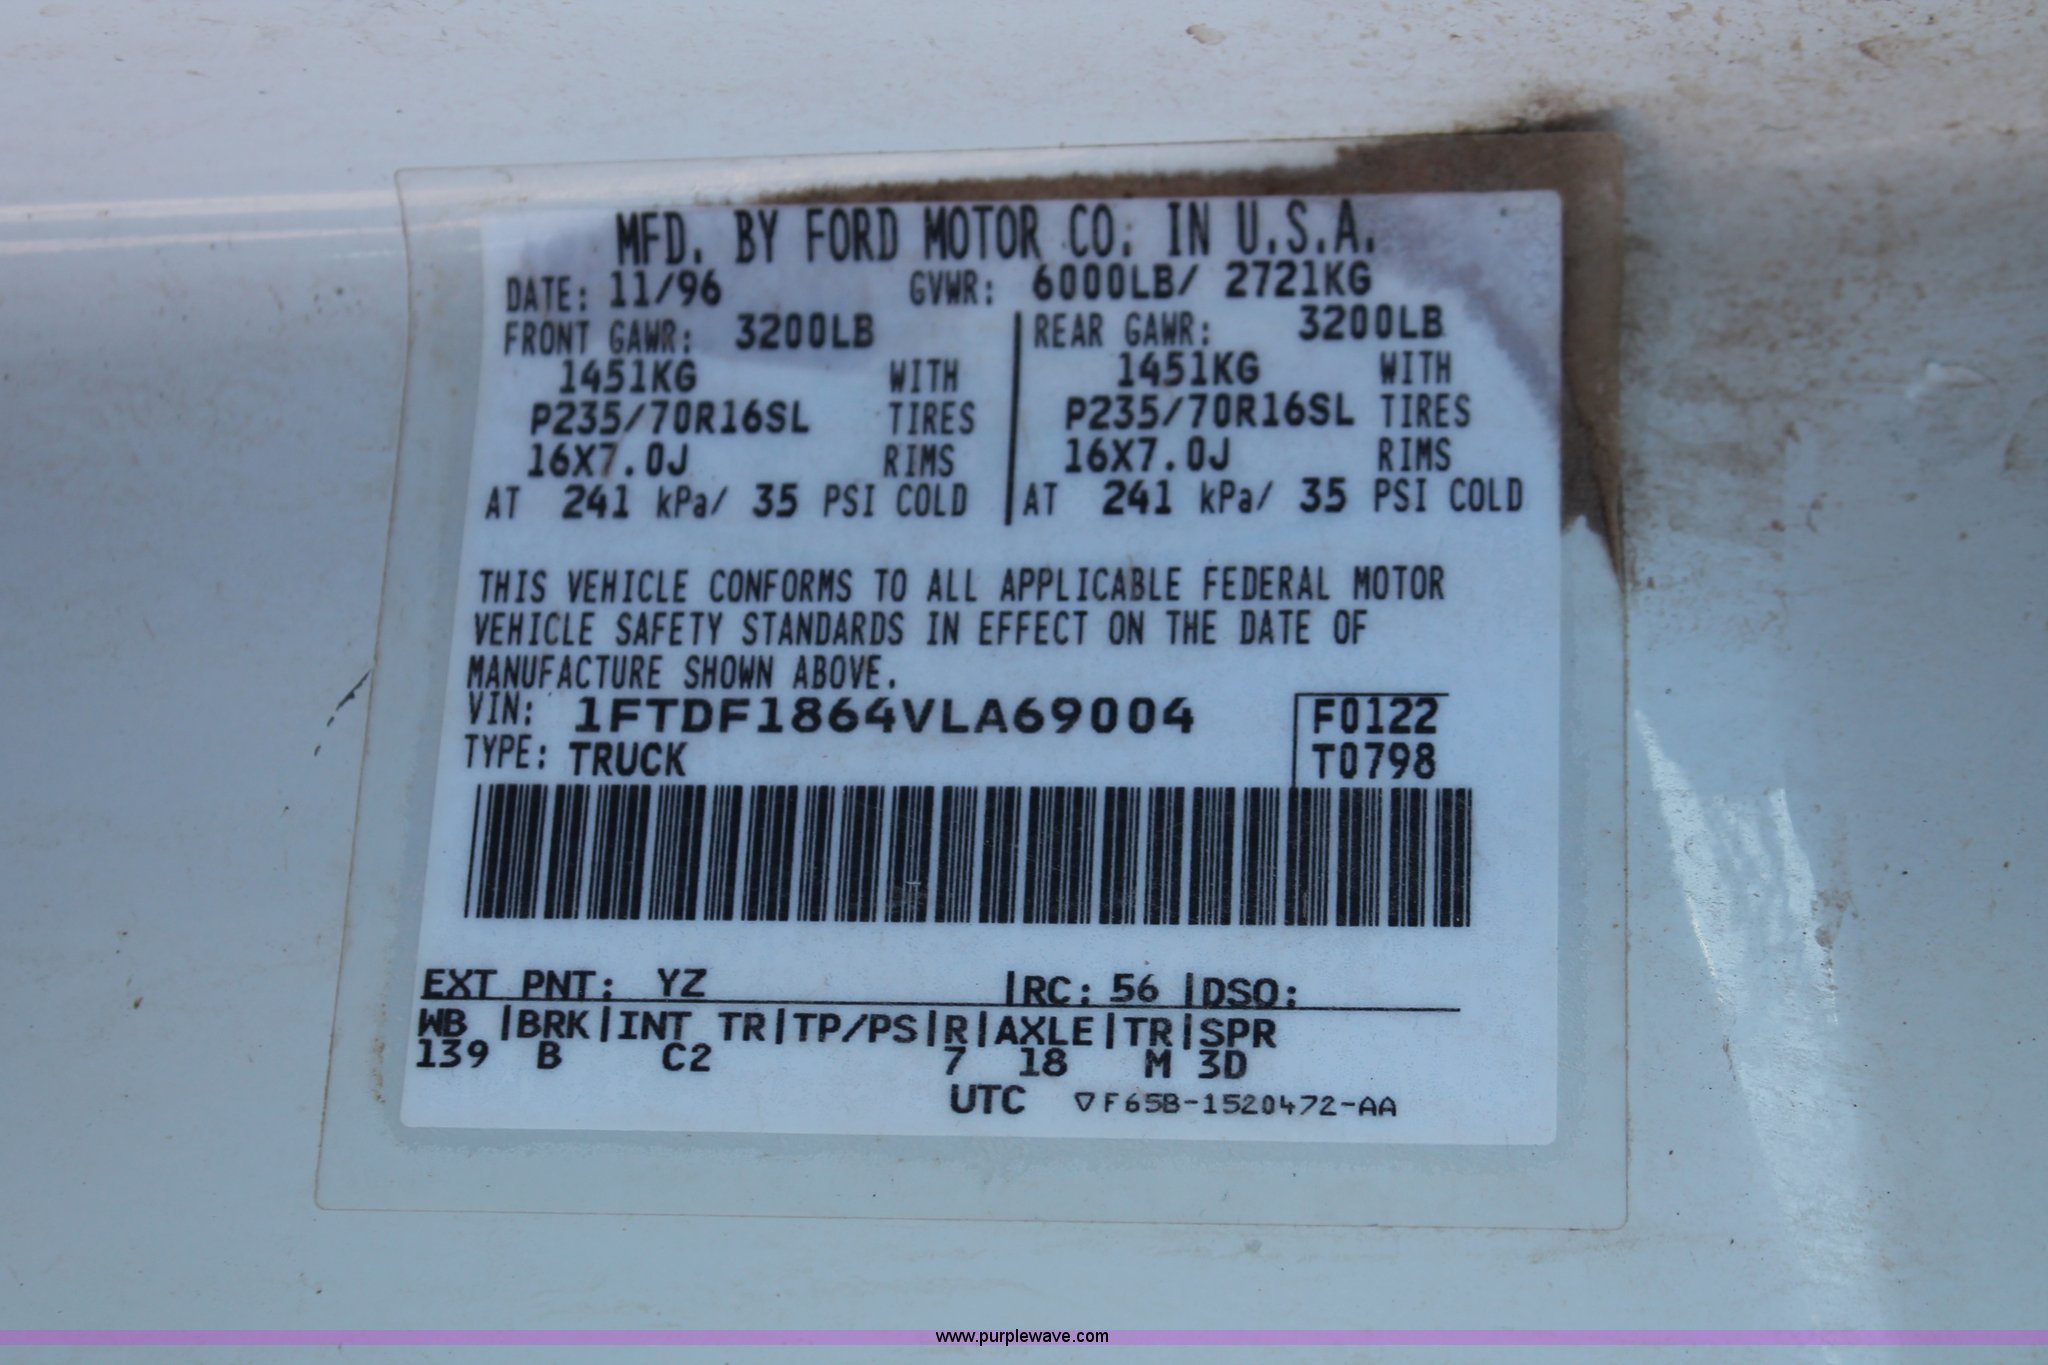 MFD. BY FORD MOTOR CO. IN U.S.A.
DATE: 11/96 GVWR: 6000LB/ 2721KG
FRONT GAWR: 3200LB REAR GAWR: 3200LB
1451KG WITH 1451KG WITH
P235/70R16SL TIRES P235/70R16SL TIRES
16X7.0J RIMS 16X7.0J RIMS
AT 241 kPa/ 35 PSI COLD AT 241 kPa/ 35 PSI COLD
THIS VEHICLE CONFORMS TO ALL APPLICABLE FEDERAL MOTOR
VEHICLE SAFETY STANDARDS IN EFFECT ON THE DATE OF
MANUFACTURE SHOWN ABOVE.
VIN: 1FTDF1864VLA69004 F0122
TYPE: TRUCK T0798
EXT PNT: YZ |RC: 56 |DSO:
WB |BRK|INT TR|TP/PS|R|AXLE|TR|SPR
139 B C2 7 18 M 3D
UTC ▽F65B-1520472-AA
www.purplewave.com